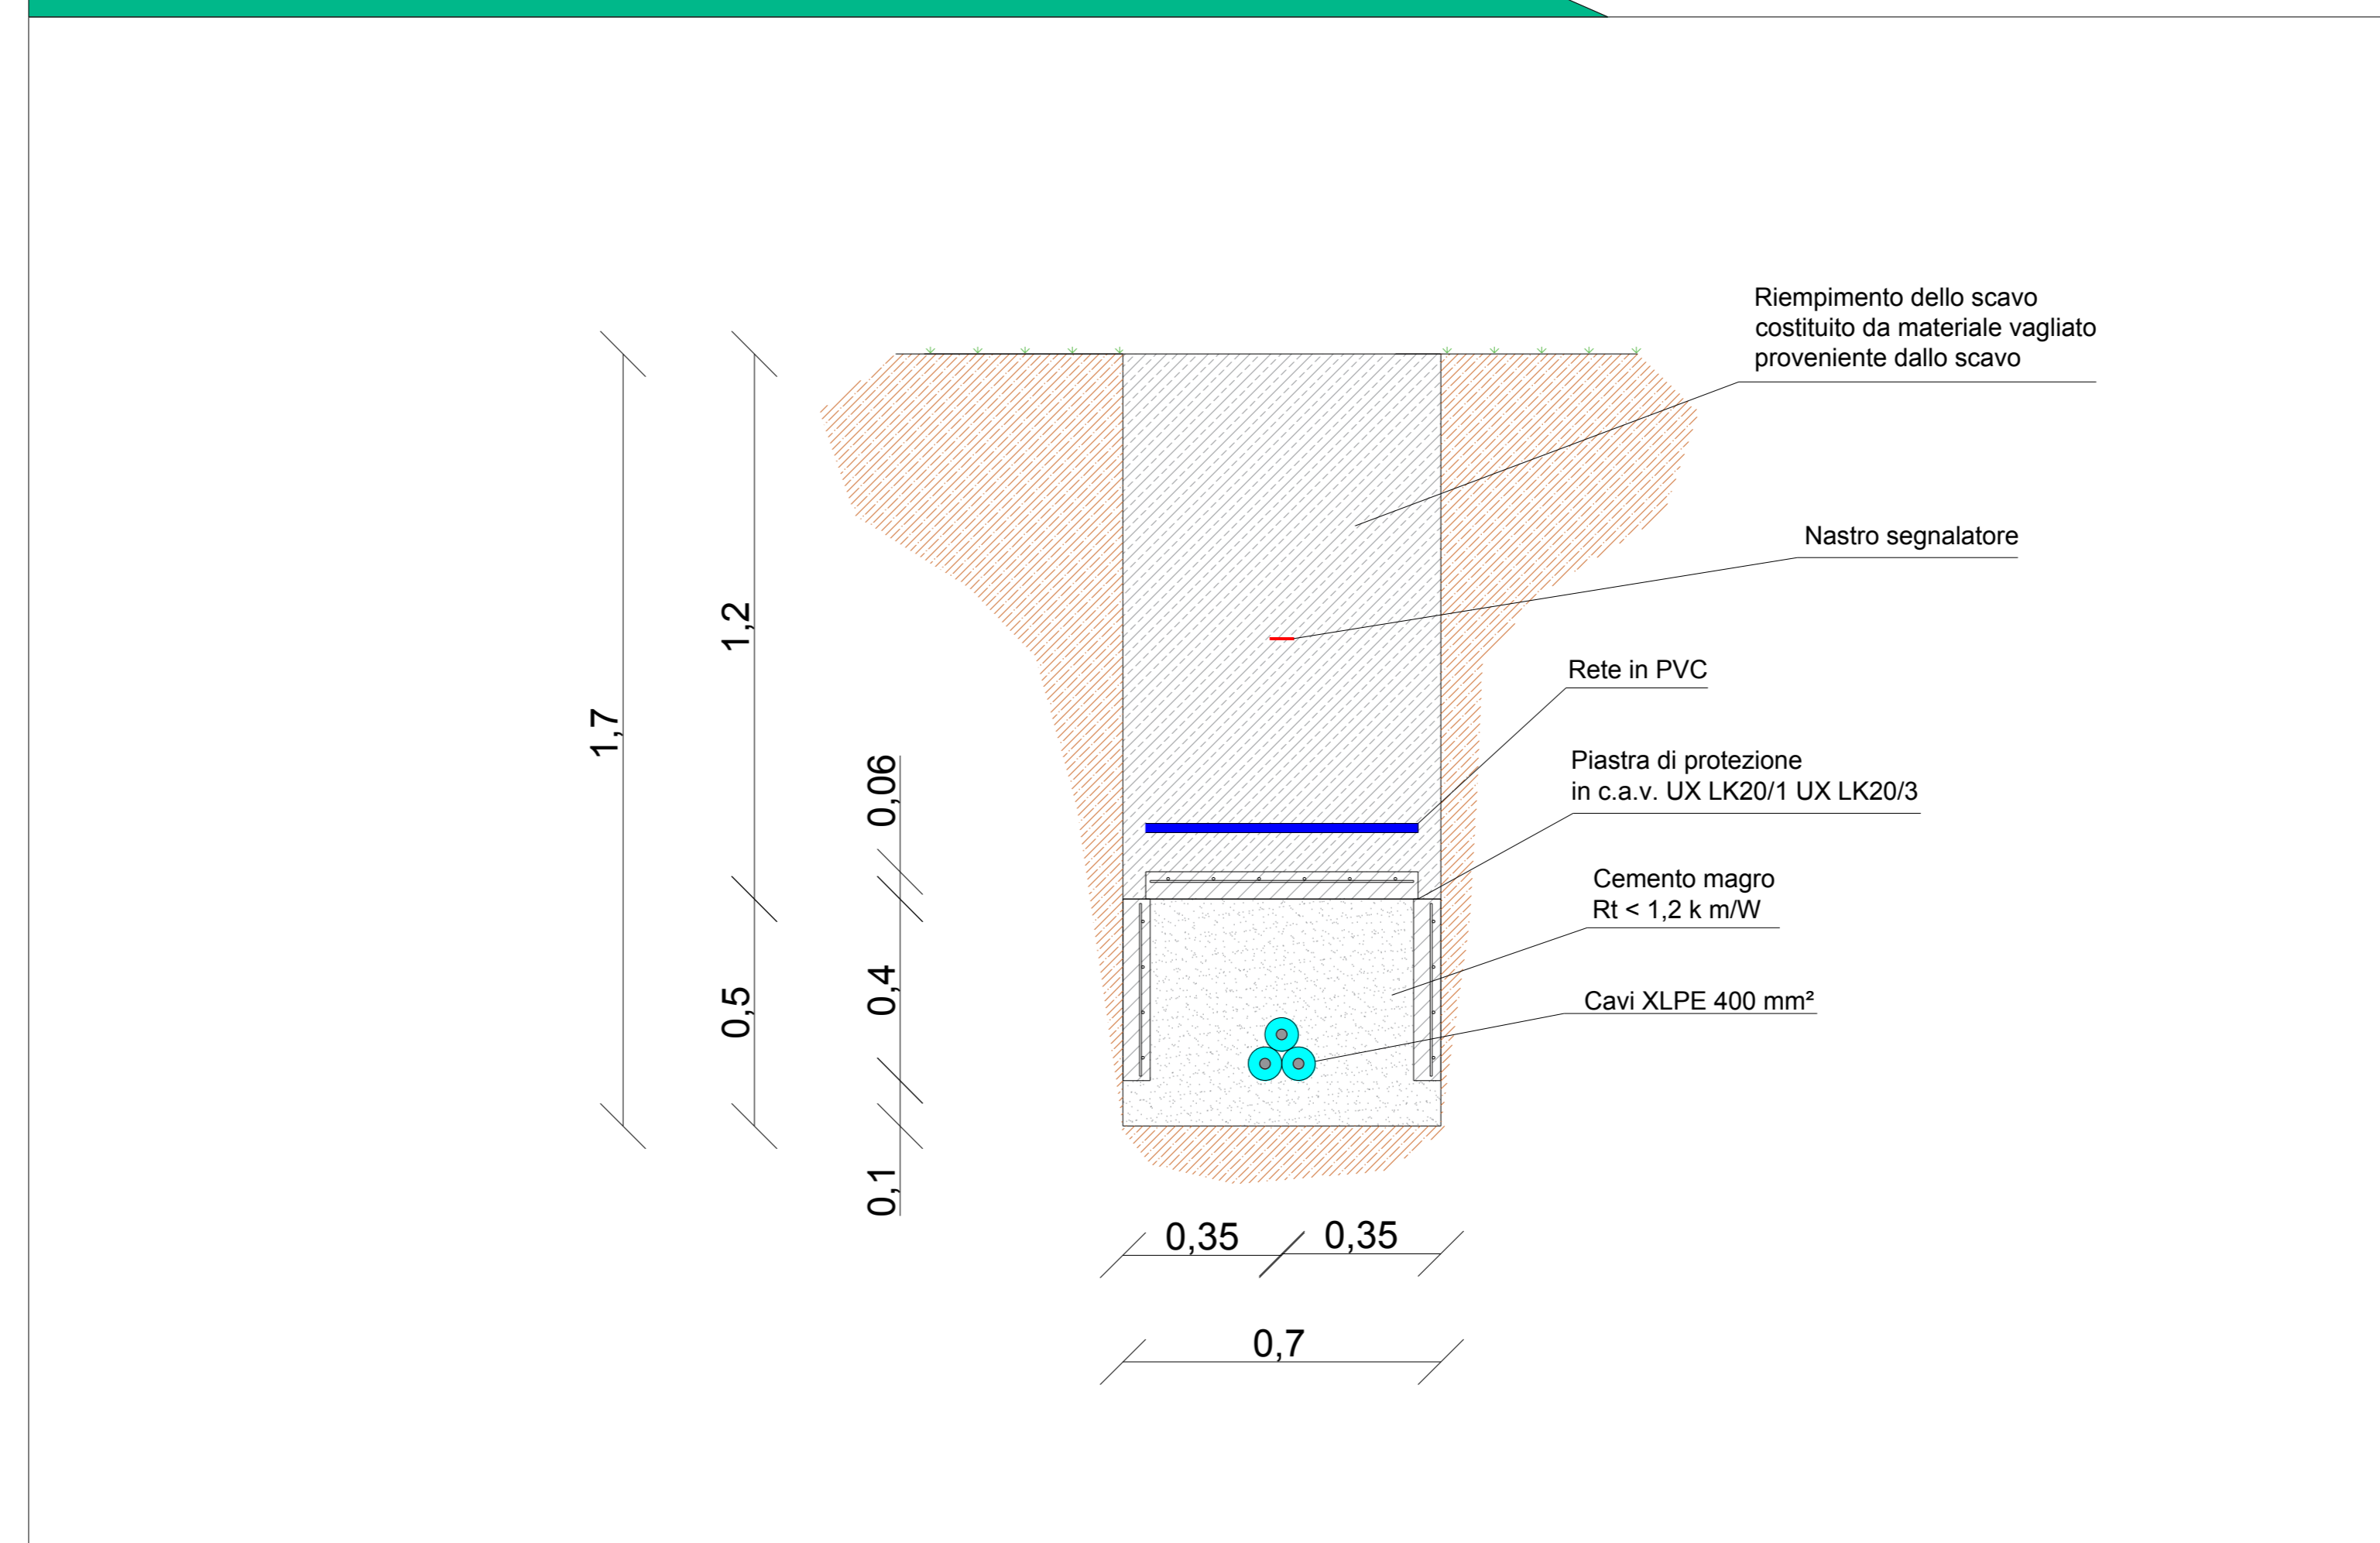 Riempimento dello scavo
costituito da materiale vagliato
proveniente dallo scavo
Nastro segnalatore
Rete in PVC
Piastra di protezione
in c.a.v. UX LK20/1 UX LK20/3
Cemento magro
Rt < 1,2 k m/W
Cavi XLPE 400 mm²
1,7
1,2
0,5
0,06
0,4
0,1
0,35
0,35
0,7